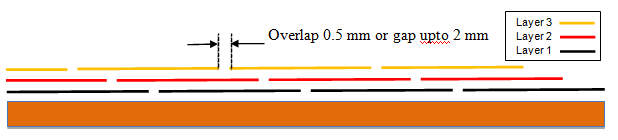 Overlap 0.5 mm or gap upto 2 mm
Layer 3
Layer 2
Layer 1